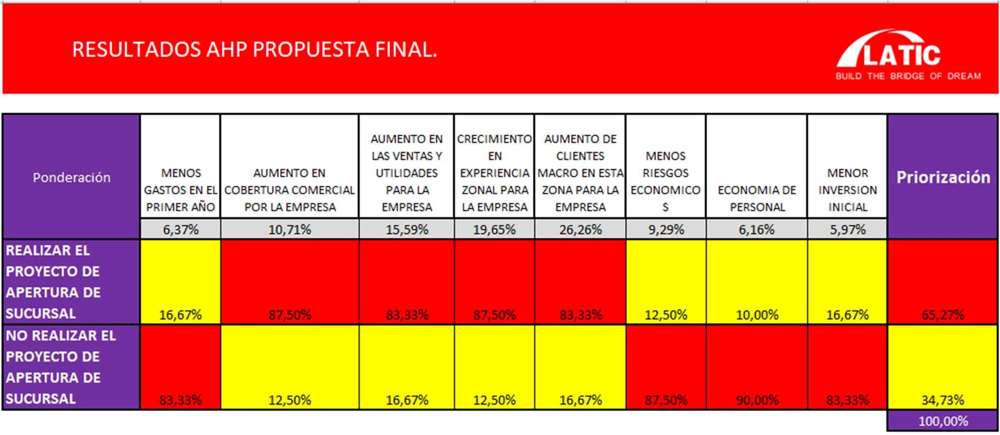 RESULTADOS AHP PROPUESTA FINAL.
LATIC
BUILD THE BRIDGE OF DREAM
Ponderación
MENOS
GASTOS EN EL
PRIMER AÑO
AUMENTO EN
COBERTURA COMERCIAL
POR LA EMPRESA
AUMENTO EN
LAS VENTAS Y
UTILIDADES
PARA LA
EMPRESA
CRECIMIENTO
EN
EXPERIENCIA
ZONAL PARA
LA EMPRESA
AUMENTO DE
CLIENTES
MACRO EN ESTA
ZONA PARA LA
EMPRESA
MENOS
RIESGOS
ECONOMICO
S
ECONOMIA DE
PERSONAL
MENOR
INVERSION
INICIAL
Priorización
6,37% 10,71% 15,59% 19,65% 26,26% 9,29% 6,16% 5,97%
REALIZAR EL
PROYECTO DE
APERTURA DE
SUCURSAL
16,67% 87,50% 83,33% 87,50% 83,33% 12,50% 10,00% 16,67% 65,27%
NO REALIZAR EL
PROYECTO DE
APERTURA DE
SUCURSAL
83,33% 12,50% 16,67% 12,50% 16,67% 87,50% 90,00% 83,33% 34,73%
100,00%